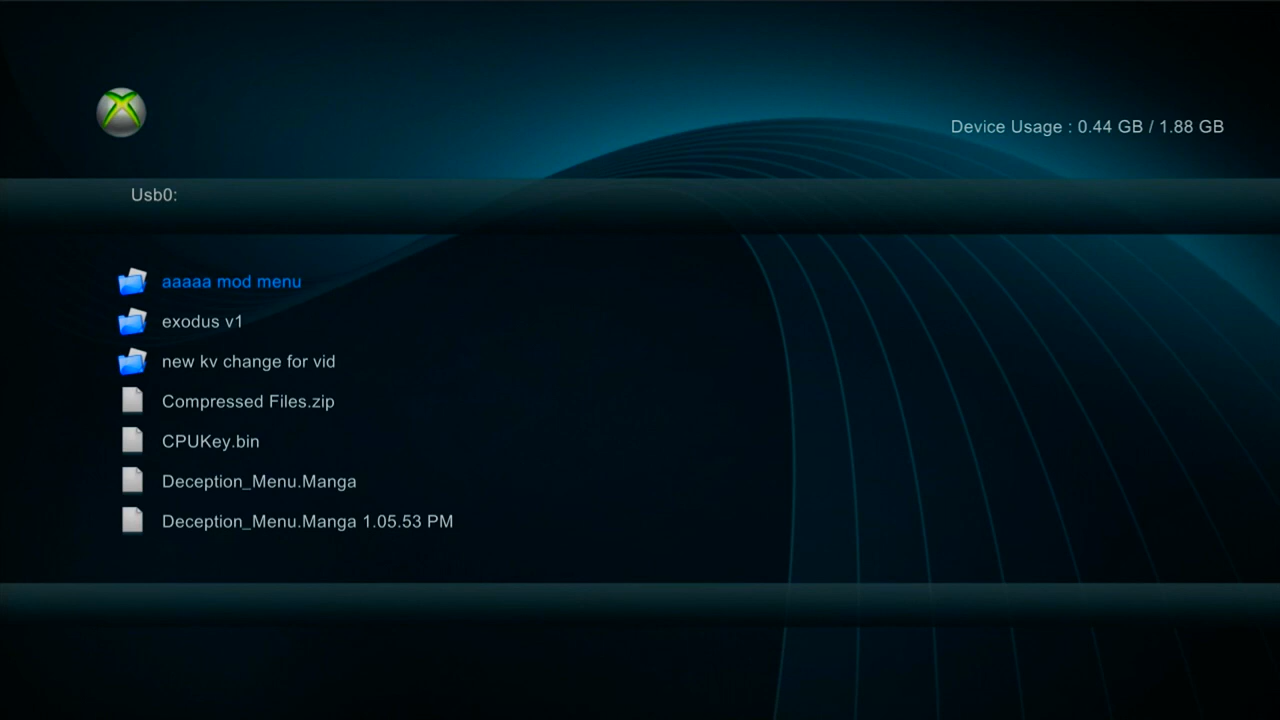 Device Usage : 0.44 GB / 1.88 GB
Usb0:
aaaaa mod menu
exodus v1
new kv change for vid
Compressed Files.zip
CPUKey.bin
Deception_Menu.Manga
Deception_Menu.Manga 1.05.53 PM